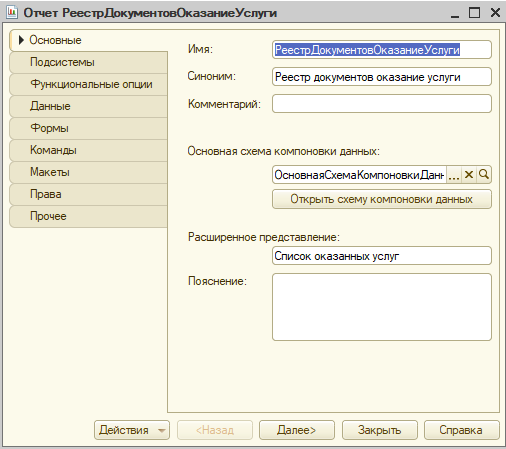 Отчет РеестрДокументовОказаниеУслуги
Основные
Подсистемы
Функциональные опции
Данные
Формы
Команды
Макеты
Права
Прочее
Имя: РеестрДокументовОказаниеУслуги
Синоним: Реестр документов оказание услуги
Комментарий:
Основная схема компоновки данных:
ОсновнаяСхемаКомпоновкиДанн ...
Открыть схему компоновки данных
Расширенное представление:
Список оказанных услуг
Пояснение:
Действия <Назад Далее> Закрыть Справка